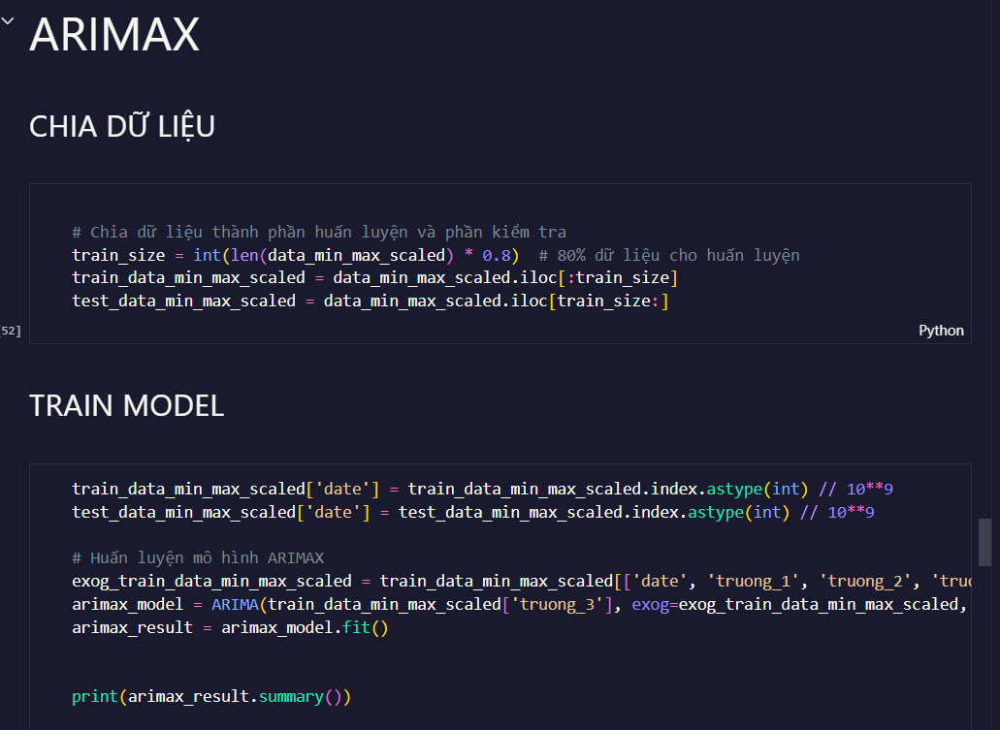 ARIMAX
CHIA DỮ LIỆU
# Chia dữ liệu thành phần huấn luyện và phần kiểm tra
train_size = int(len(data_min_max_scaled) * 0.8)  # 80% dữ liệu cho huấn luyện
train_data_min_max_scaled = data_min_max_scaled.iloc[:train_size]
test_data_min_max_scaled = data_min_max_scaled.iloc[train_size:]
52]
Python
TRAIN MODEL
train_data_min_max_scaled['date'] = train_data_min_max_scaled.index.astype(int) // 10**9
test_data_min_max_scaled['date'] = test_data_min_max_scaled.index.astype(int) // 10**9
# Huấn luyện mô hình ARIMAX
exog_train_data_min_max_scaled = train_data_min_max_scaled[['date', 'truong_1', 'truong_2', 
arimax_model = ARIMA(train_data_min_max_scaled['truong_3'], exog=exog_train_data_min_max_scaled,
arimax_result = arimax_model.fit()
print(arimax_result.summary())